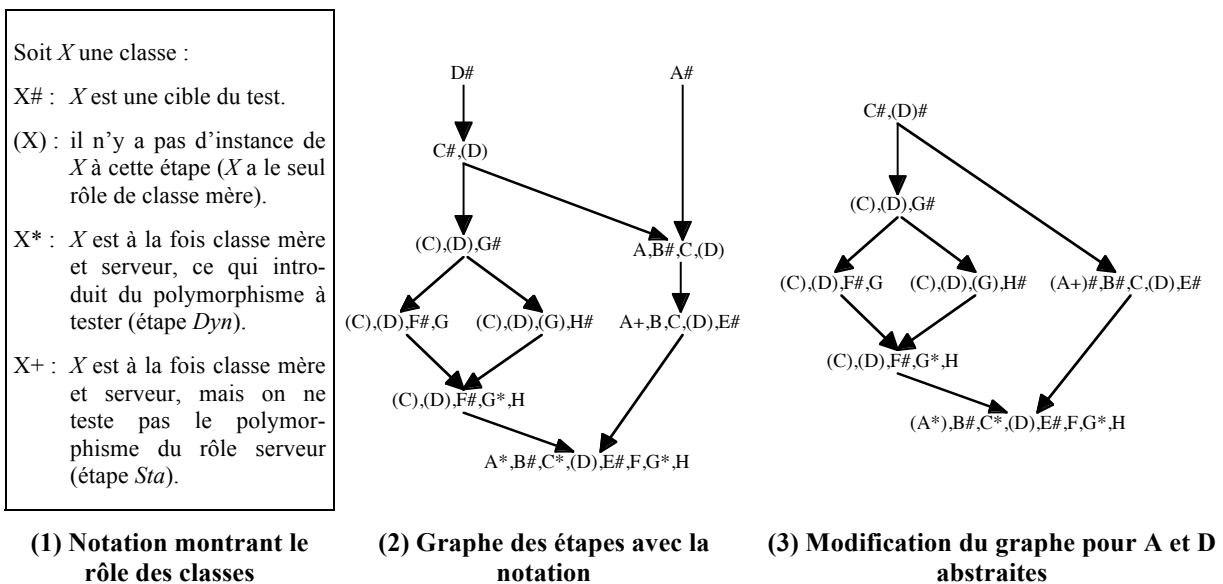 Soit X une classe :
X# : X est une cible du test.
(X) : il n'y a pas d'instance de
X à cette étape (X a le seul
rôle de classe mère).
X* : X est à la fois classe mère
et serveur, ce qui intro-
duit du polymorphisme à
tester (étape Dyn).
X+ : X est à la fois classe mère
et serveur, mais on ne
teste pas le polymor-
phisme du rôle serveur
(étape Sta).
(1) Notation montrant le
rôle des classes
D#
A#
C#,(D)
(C),(D),G#
A,B#,C,(D)
(C),(D),F#,G
(C),(D),(G),H#
A+,B,C,(D),E#
(C),(D),F#,G*,H
A*,B#,C*,(D),E#,F,G*,H
(2) Graphe des étapes avec la
notation
C#,(D)#
(C),(D),G#
(C),(D),F#,G
(C),(D),(G),H#
(A+)#,B#,C,(D),E#
(C),(D),F#,G*,H
(A*),B#,C*,(D),E#,F,G*,H
(3) Modification du graphe pour A et D
abstraites